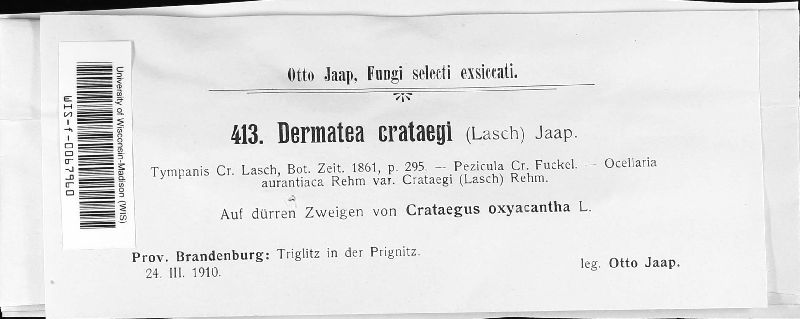 Otto Jaap, Fungi selecti exsiccati.
413. Dermatea crataegi (Lasch) Jaap.
Tympanis Cr. Lasch, Bot. Zeit. 1861, p. 295. — Pezicula Cr. Fuckel. — Ocellaria
aurantiaca Rehm var. Crataegi (Lasch) Rehm.
Auf dürren Zweigen von Crataegus oxyacantha L.
Prov. Brandenburg: Triglitz in der Prignitz.
24. III. 1910.
leg. Otto Jaap.
University of Wisconsin-Madison (WIS)
WIS-f-0067960